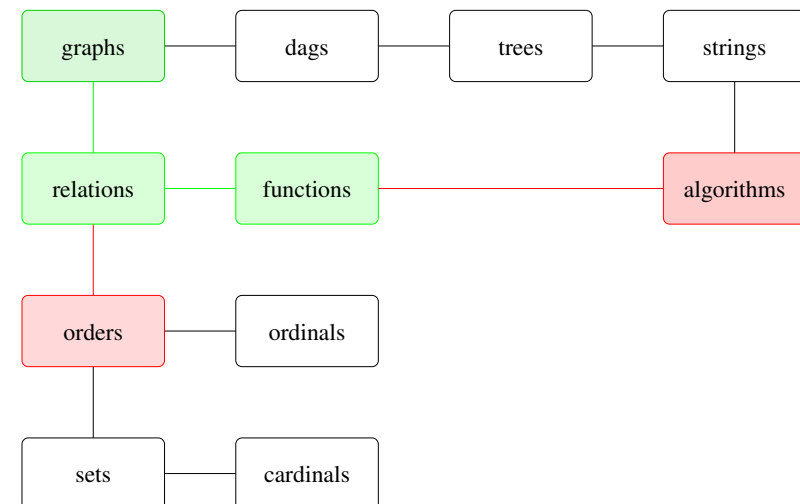 graphs
dags
trees
strings
relations
functions
algorithms
orders
ordinals
sets
cardinals